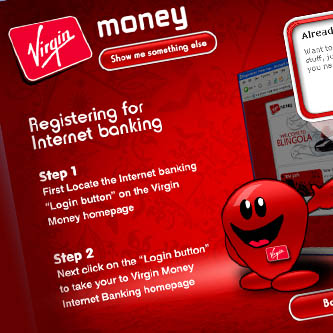 Virgin
money
Show me something else
Alread
Want to
stuff, ju
you ne
Registering for
Internet banking
Step 1
First Locate the Internet banking
“Login button” on the Virgin
Money homepage
Step 2
Next click on the “Login button”
to take your to Virgin Money
Internet Banking homepage
WELCOME TO
BLINGOLA
Virgin
Ba